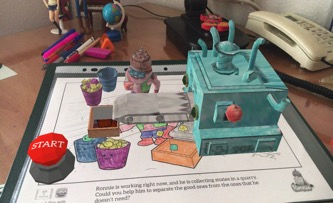 START
Ronnie is working right now, and he is collecting stones in a quarry.
Could you help him to separate the good ones from the ones that he
doesn't need?